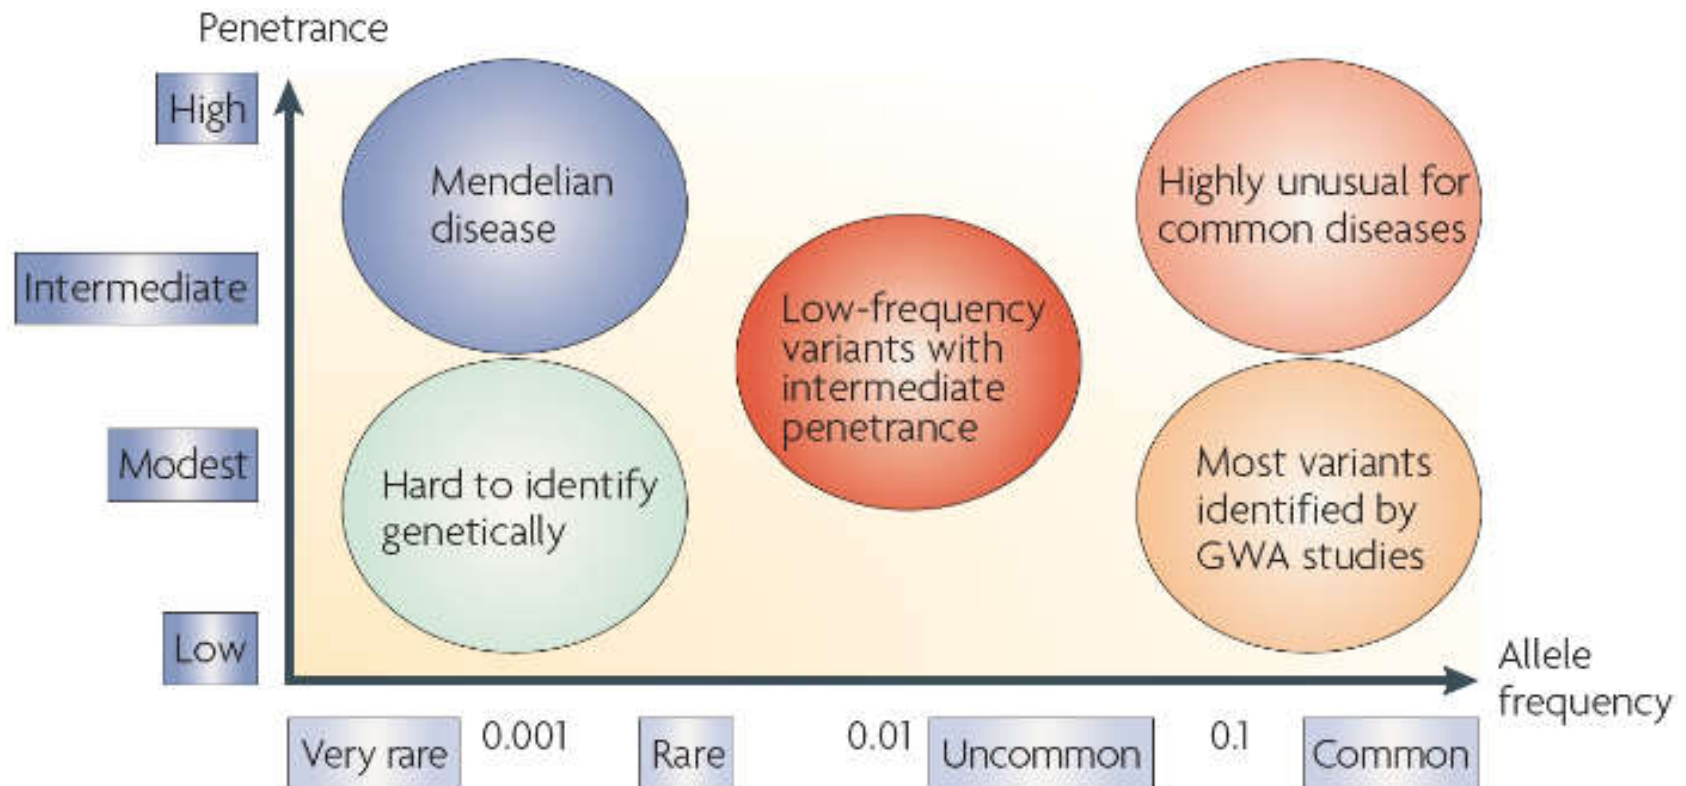 Penetrance
High
Mendelian
disease
Highly unusual for
common diseases
Intermediate
Low-frequency
variants with
intermediate
penetrance
Modest
Hard to identify
genetically
Most variants
identified by
GWA studies
Low
Allele
frequency
Very rare
0.001
Rare
0.01
Uncommon
0.1
Common